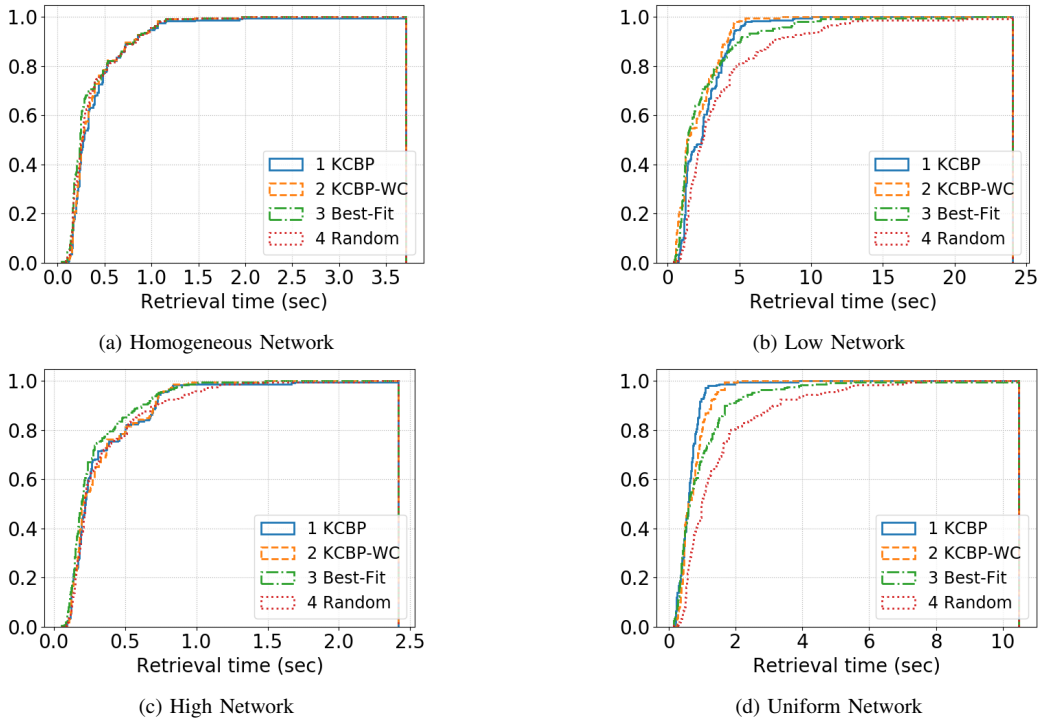 1.0
0.8
0.6
0.4
0.2
0.0
0.0 0.5 1.0 1.5 2.0 2.5 3.0 3.5
Retrieval time (sec)
1 KCBP
2 KCBP-WC
3 Best-Fit
4 Random
(a) Homogeneous Network
1.0
0.8
0.6
0.4
0.2
0.0
0 5 10 15 20 25
Retrieval time (sec)
1 KCBP
2 KCBP-WC
3 Best-Fit
4 Random
(b) Low Network
1.0
0.8
0.6
0.4
0.2
0.0
0.0 0.5 1.0 1.5 2.0 2.5
Retrieval time (sec)
1 KCBP
2 KCBP-WC
3 Best-Fit
4 Random
(c) High Network
1.0
0.8
0.6
0.4
0.2
0.0
0 2 4 6 8 10
Retrieval time (sec)
1 KCBP
2 KCBP-WC
3 Best-Fit
4 Random
(d) Uniform Network